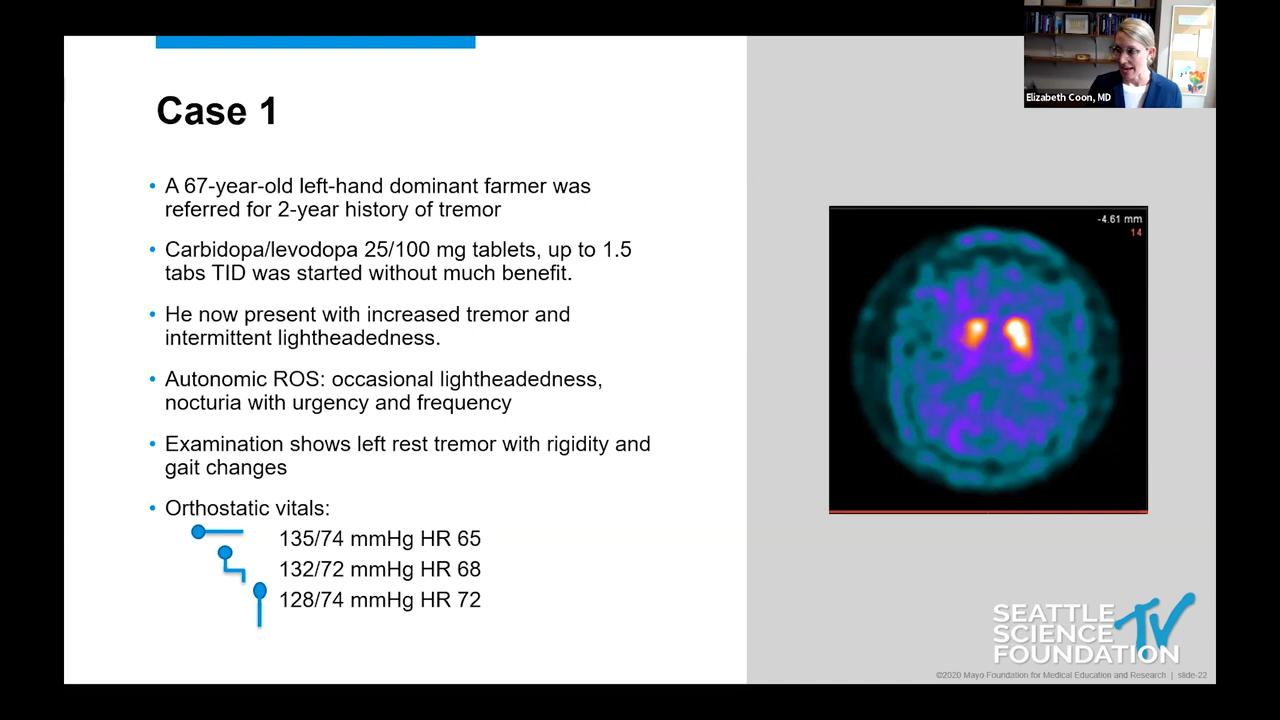 Elizabeth Coon, MD
Case 1
• A 67-year-old left-hand dominant farmer was
referred for 2-year history of tremor
• Carbidopa/levodopa 25/100 mg tablets, up to 1.5
tabs TID was started without much benefit.
• He now present with increased tremor and
intermittent lightheadedness.
• Autonomic ROS: occasional lightheadedness,
nocturia with urgency and frequency
• Examination shows left rest tremor with rigidity and
gait changes
• Orthostatic vitals:
135/74 mmHg HR 65
132/72 mmHg HR 68
128/74 mmHg HR 72
-4.61 mm
14
SEATTLE
SCIENCE
FOUNDATION
TV
©2020 Mayo Foundation for Medical Education and Research | slide-22